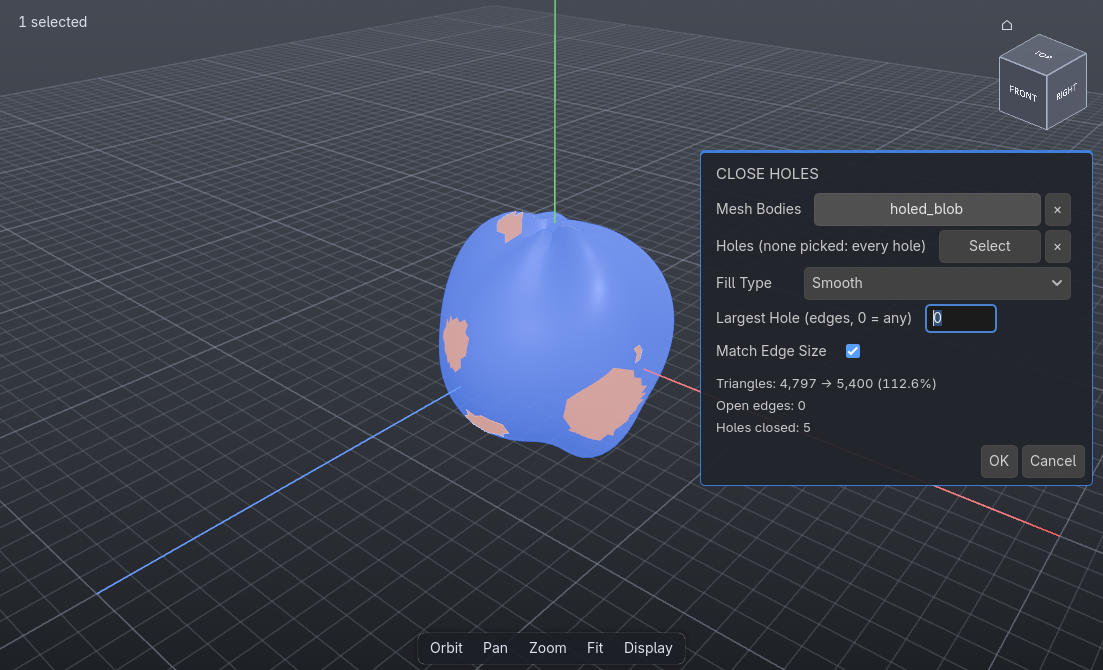 1 selected
TOP
FRONT
RIGHT
CLOSE HOLES
Mesh Bodies holed_blob ×
Holes (none picked: every hole) Select ×
Fill Type Smooth
Largest Hole (edges, 0 = any) 0
Match Edge Size
Triangles: 4,797 → 5,400 (112.6%)
Open edges: 0
Holes closed: 5
OK Cancel
Orbit Pan Zoom Fit Display